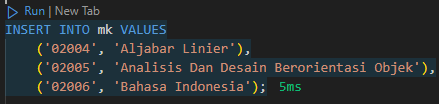 Run | New Tab
INSERT INTO mk VALUES
('02004', 'Aljabar Linier'),
('02005', 'Analisis Dan Desain Berorientasi Objek'),
('02006', 'Bahasa Indonesia'); 5ms